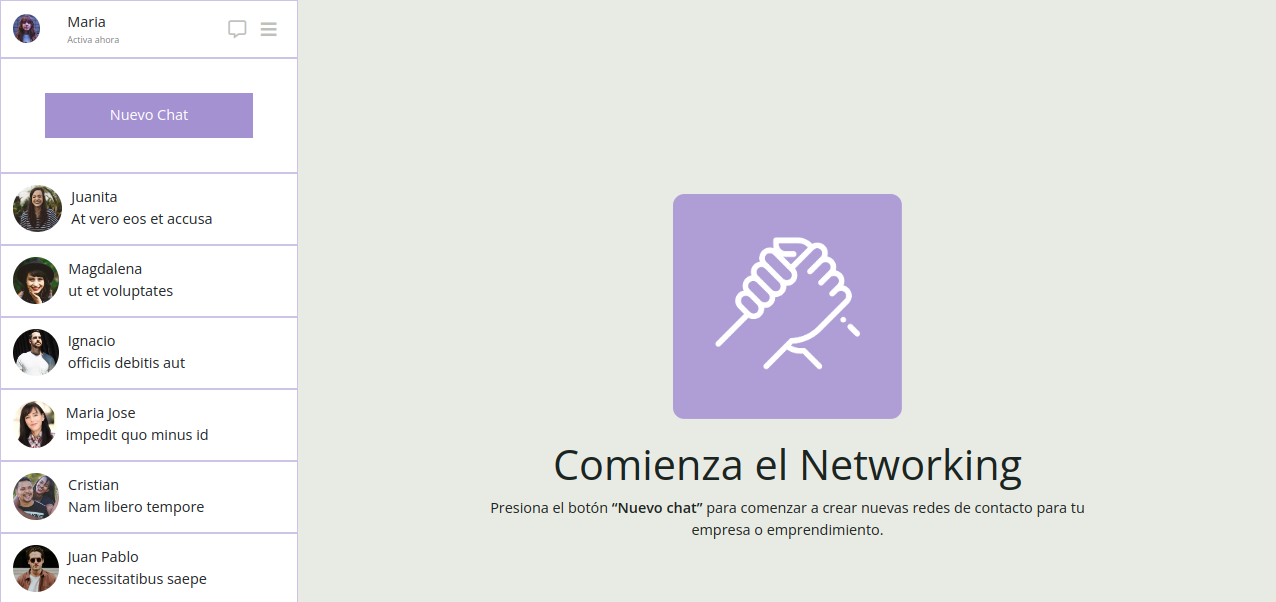 Maria
Activa ahora
Nuevo Chat
Juanita
At vero eos et accusa
Magdalena
ut et voluptates
Ignacio
officiis debitis aut
Maria Jose
impedit quo minus id
Cristian
Nam libero tempore
Juan Pablo
necessitatibus saepe
Comienza el Networking
Presiona el botón “Nuevo chat” para comenzar a crear nuevas redes de contacto para tu
empresa o emprendimiento.